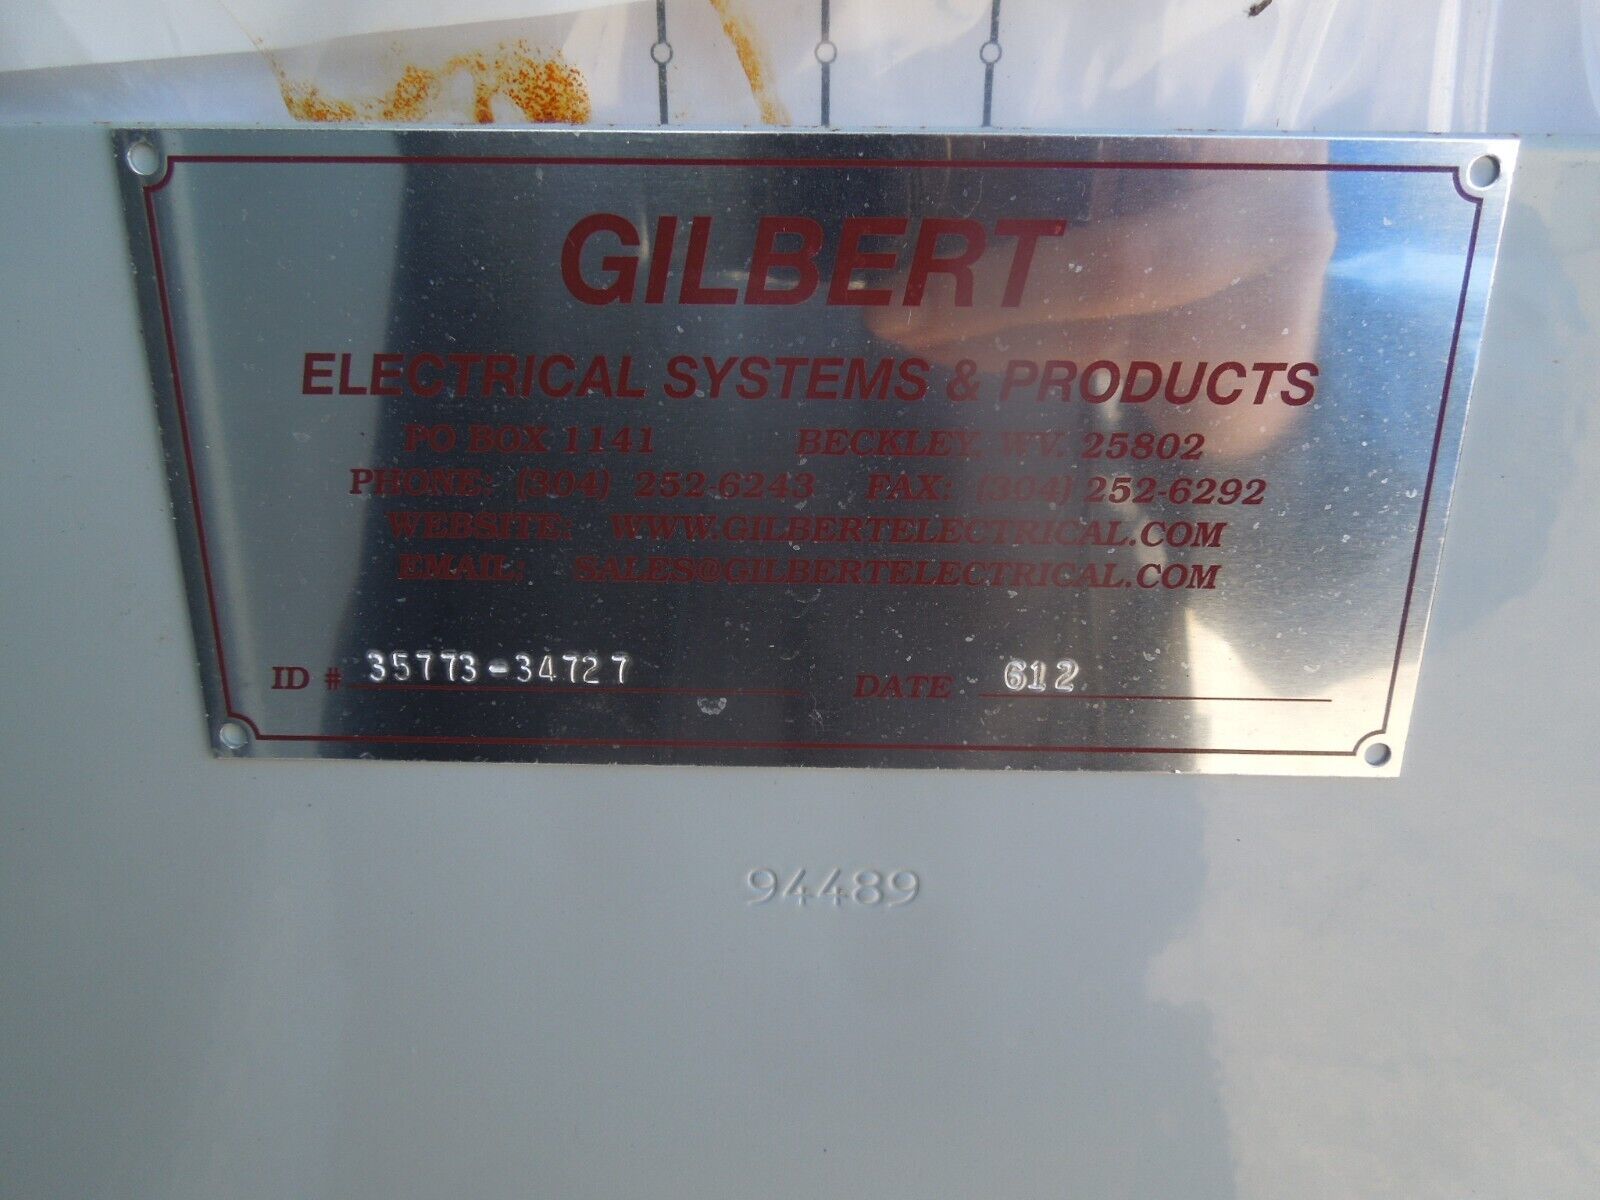 GILBERT
ELECTRICAL SYSTEMS & PRODUCTS
PO BOX 1141 BECKLEY, WV. 25802
PHONE: (304) 252-6243 FAX: (304) 252-6292
WEBSITE: WWW.GILBERTELECTRICAL.COM
EMAIL: SALES@GILBERTELECTRICAL.COM
ID # 35773-34727 DATE 612
94489